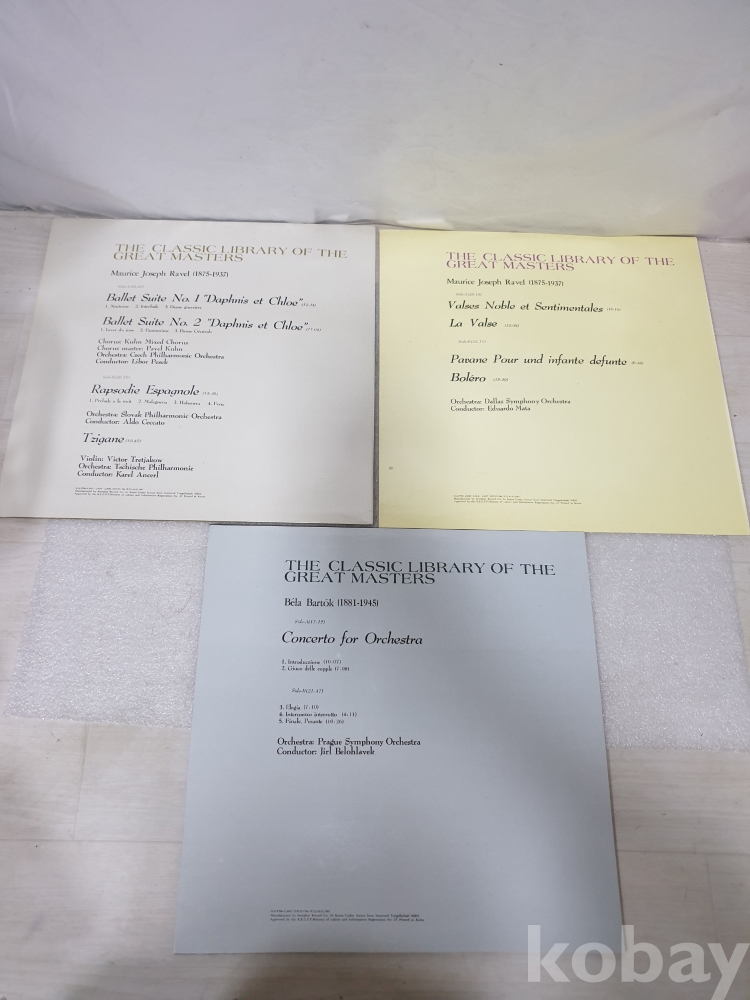 THE CLASSIC LIBRARY OF THE
GREAT MASTERS
Maurice Joseph Ravel (1875-1937)
Ballet Suite No. 1 "Daphnis et Chloe"
Ballet Suite No. 2 "Daphnis et Chloe"
Chorus: Kuhn Mixed Chorus
Chorus master: Pavel Kuhn
Orchestra: Czech Philharmonic Orchestra
Conductor: Libor Pesek
Rapsodie Espagnole
Orchestra: Slovak Philharmonic Orchestra
Conductor: Aldo Ceccato
Tzigane
Violin: Victor Tretjakow
Orchestra: Tschische Philharmonic
Conductor: Karel Ancerl
THE CLASSIC LIBRARY OF THE
GREAT MASTERS
Maurice Joseph Ravel (1875-1937)
Valses Noble et Sentimentales
La Valse
Pavane Pour und infante defunte
Boléro
Orchestra: Dallas Symphony Orchestra
Conductor: Eduardo Mata
THE CLASSIC LIBRARY OF THE
GREAT MASTERS
Béla Bartók (1881-1945)
Concerto for Orchestra
1. Introduzione
2. Giuoco delle copple
3. Elegia
4. Intermezzo interrotto
5. Finale, Pesante
Orchestra: Prague Symphony Orchestra
Conductor: Jirl Belohlavek
kobay